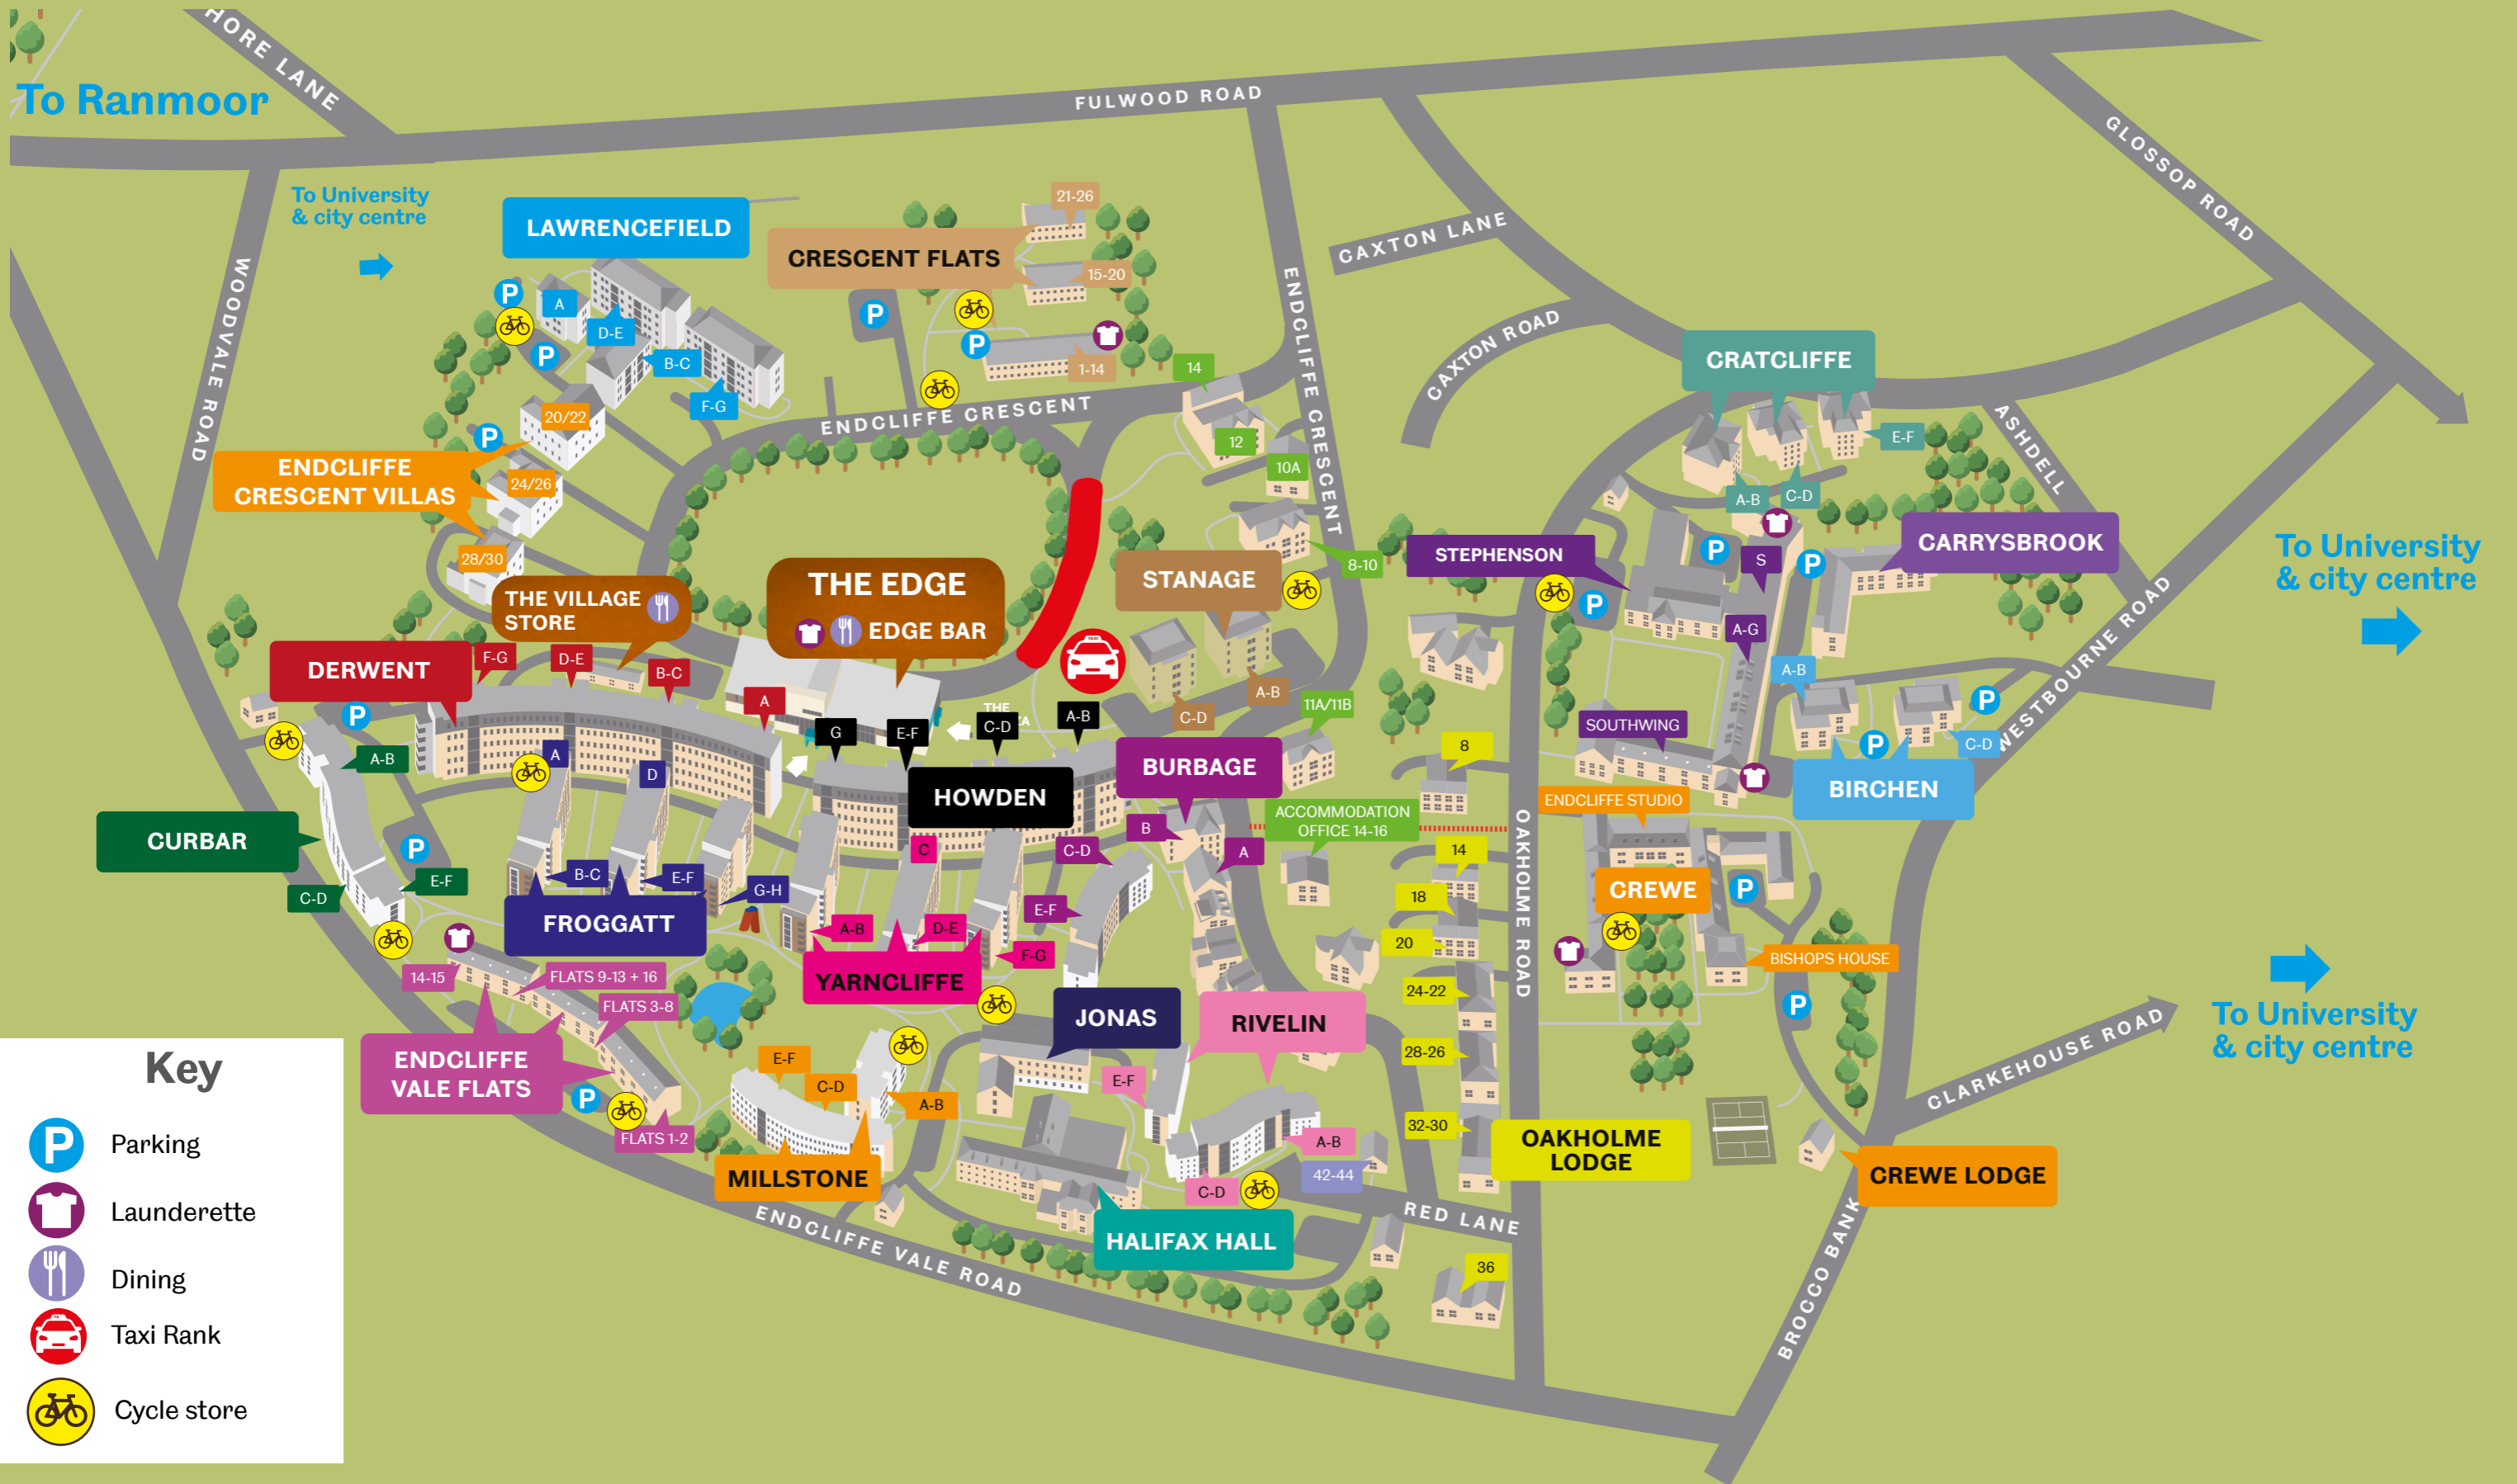 HORE LANE
To Ranmoor
FULWOOD ROAD
GLOSSOP ROAD
To University
& city centre
LAWRENCEFIELD
21-26
CRESCENT FLATS
15-20
CAXTON LANE
WOODVALE ROAD
ENDCLIFFE CRESCENT
P
A
D-E
P
B-C
F-G
P
P
1-14
14
CAXTON ROAD
CRATCLIFFE
ENDCLIFFE CRESCENT
12
10A
E-F
A-B
C-D
ASHDELL
20/22
P
ENDCLIFFE
CRESCENT VILLAS
24/26
28/30
8-10
STEPHENSON
P
S
P
CARRYSBROOK
To University
& city centre
THE VILLAGE
STORE
THE EDGE
EDGE BAR
STANAGE
P
A-G
WESTBOURNE ROAD
DERWENT
F-G
D-E
B-C
A
TAXI
A-B
C-D
11A/11B
A-B
P
P
C-D
BIRCHEN
SOUTHWING
P
G
E-F
THE
C-D
A-B
A-B
A
D
HOWDEN
BURBAGE
8
ENDCLIFFE STUDIO
CURBAR
P
C-D
E-F
B-C
E-F
G-H
FROGGATT
C
C-D
B
A
E-F
ACCOMMODATION
OFFICE 14-16
14
18
20
24-22
28-26
32-30
OAKHOLME ROAD
CREWE
P
BISHOPS HOUSE
P
A-B
D-E
F-G
YARNCLIFFE
14-15
FLATS 9-13 + 16
FLATS 3-8
ENDCLIFFE
VALE FLATS
P
FLATS 1-2
JONAS
RIVELIN
E-F
A-B
42-44
C-D
E-F
C-D
A-B
MILLSTONE
HALIFAX HALL
RED LANE
OAKHOLME
LODGE
36
CREWE LODGE
CLARKEHOUSE ROAD
To University
& city centre
BROCCO BANK
ENDCLIFFE VALE ROAD
Key
P
Parking
Launderette
Dining
Taxi Rank
Cycle store